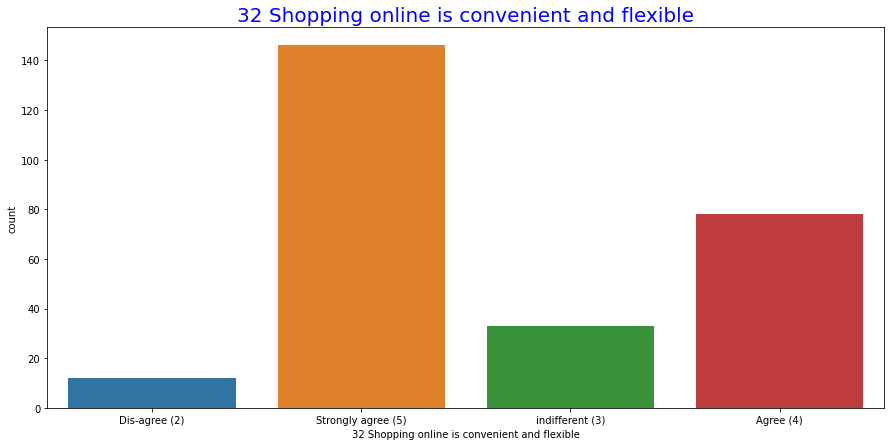 32 Shopping online is convenient and flexible
140
120
100
80
60
40
20
0
count
Dis-agree (2) Strongly agree (5) indifferent (3) Agree (4)
32 Shopping online is convenient and flexible